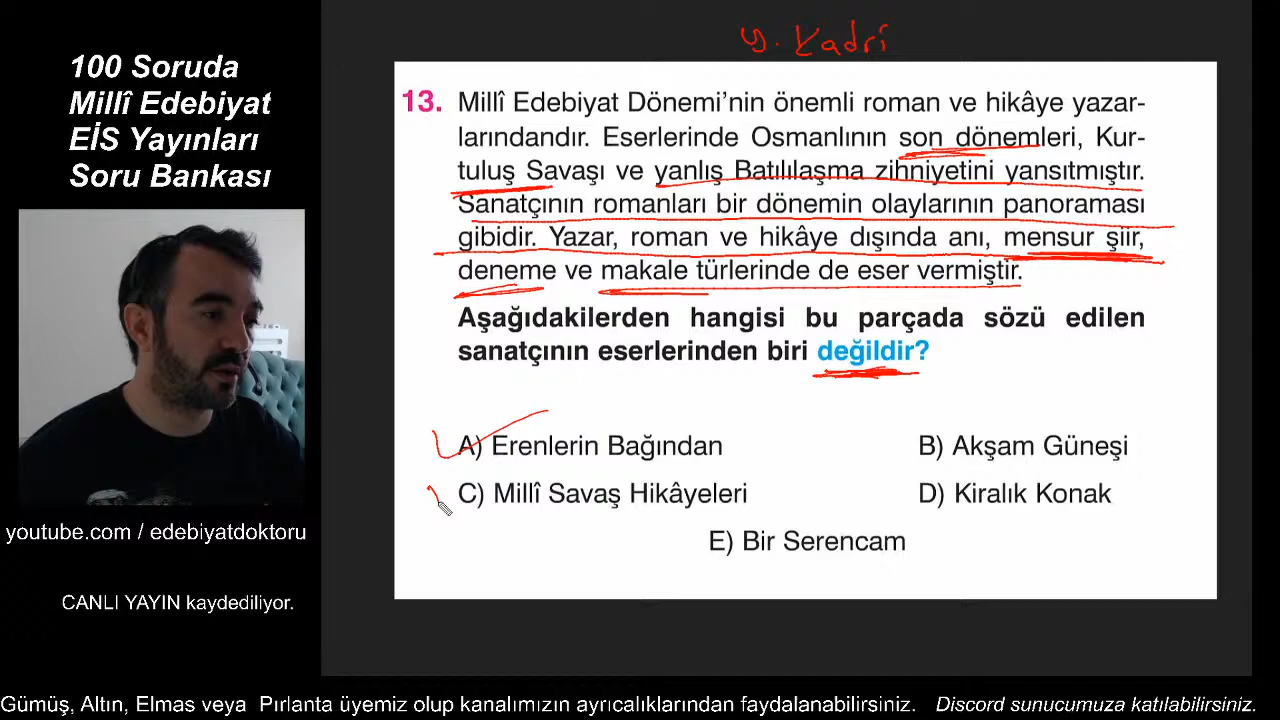 y. Kadri
100 Soruda
Millî Edebiyat
EİS Yayınları
Soru Bankası
13. Millî Edebiyat Dönemi’nin önemli roman ve hikâye yazar-
larındandır. Eserlerinde Osmanlının son dönemleri, Kur-
tuluş Savaşı ve yanlış Batılılaşma zihniyetini yansıtmıştır.
Sanatçının romanları bir dönemin olaylarının panoraması
gibidir. Yazar, roman ve hikâye dışında anı, mensur şiir,
deneme ve makale türlerinde de eser vermiştir.
Aşağıdakilerden hangisi bu parçada sözü edilen
sanatçının eserlerinden biri değildir?
A) Erenlerin Bağından
B) Akşam Güneşi
C) Millî Savaş Hikâyeleri
D) Kiralık Konak
E) Bir Serencam
youtube.com / edebiyatdoktoru
CANLI YAYIN kaydediliyor.
Gümüş, Altın, Elmas veya Pırlanta üyemiz olup kanalımızın ayrıcalıklarından faydalanabilirsiniz. Discord sunucumuza katılabilirsiniz.